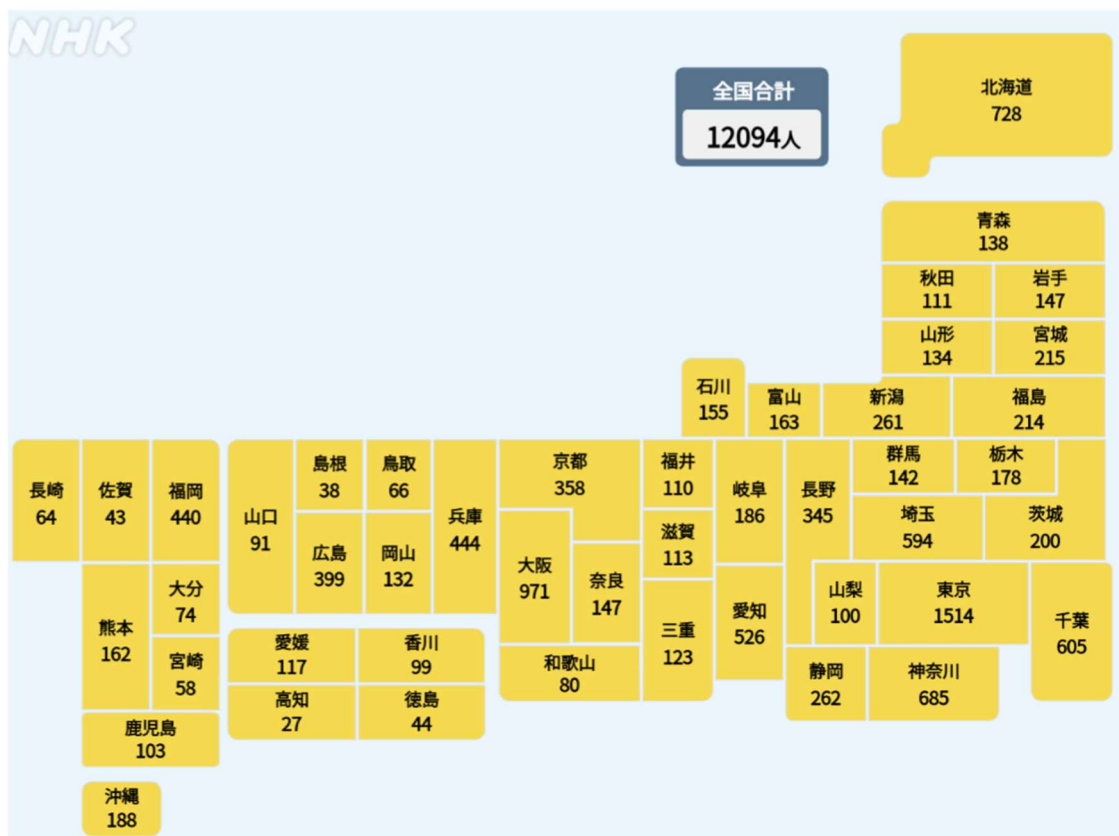 NHK
全国合計
12094人
北海道
728
青森
138
秋田
111
岩手
147
山形
134
宮城
215
石川
155
富山
163
新潟
261
福島
214
長崎
64
佐賀
43
福岡
440
山口
91
島根
38
鳥取
66
兵庫
444
京都
358
福井
110
岐阜
186
長野
345
群馬
142
栃木
178
埼玉
594
茨城
200
広島
399
岡山
132
大阪
971
奈良
147
滋賀
113
熊本
162
大分
74
宮崎
58
愛媛
117
香川
99
高知
27
徳島
44
和歌山
80
三重
123
愛知
526
山梨
100
東京
1514
千葉
605
静岡
262
神奈川
685
鹿児島
103
沖縄
188